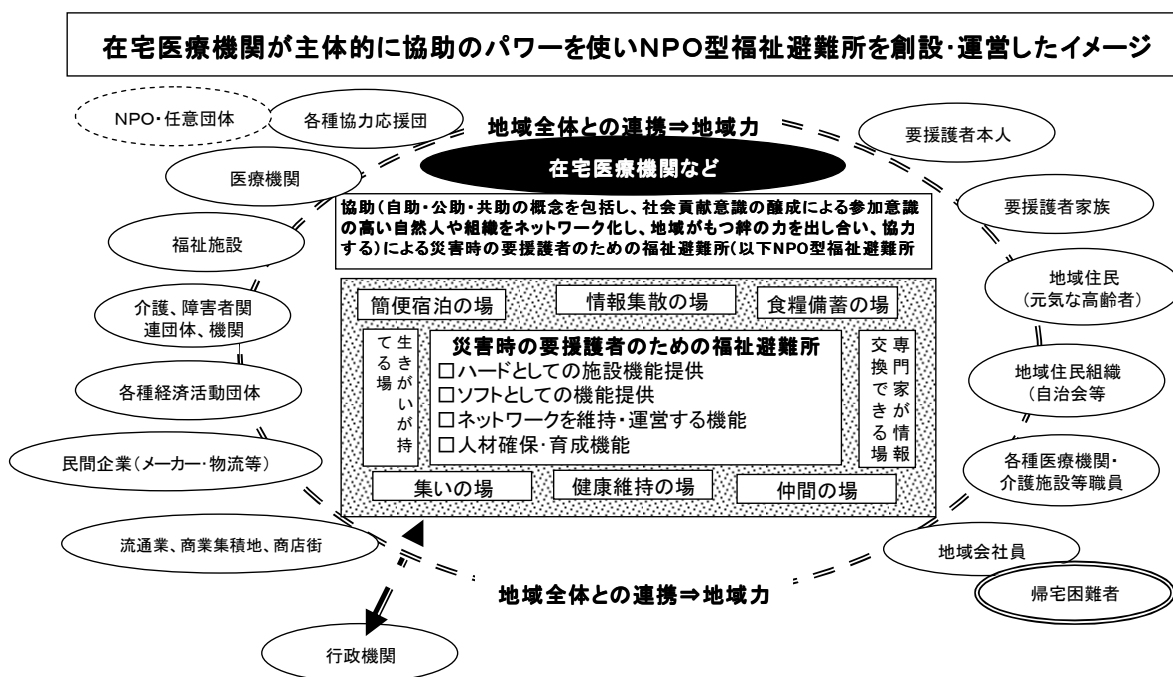 在宅医療機関が主体的に協助のパワーを使いNPO型福祉避難所を創設・運営したイメージ
NPO・任意団体
各種協力応援団
地域全体との連携⇒地域力
要援護者本人
医療機関
在宅医療機関など
協助(自助・公助・共助の概念を包括し、社会貢献意識の醸成による参加意識
の高い自然人や組織をネットワーク化し、地域がもつ絆の力を出し合い、協力
する)による災害時の要援護者のための福祉避難所(以下NPO型福祉避難所
要援護者家族
福祉施設
介護、障害者関
連団体、機関
各種経済活動団体
民間企業(メーカー・物流等)
流通業、商業集積地、商店街
簡便宿泊の場
情報集散の場
食糧備蓄の場
生きがいが持
てる場
災害時の要援護者のための福祉避難所
□ハードとしての施設機能提供
□ソフトとしての機能提供
□ネットワークを維持・運営する機能
□人材確保・育成機能
専門家が情報
交換できる場
集いの場
健康維持の場
仲間の場
地域住民
(元気な高齢者)
地域住民組織
(自治会等)
各種医療機関・
介護施設等職員
地域会社員
帰宅困難者
地域全体との連携⇒地域力
行政機関